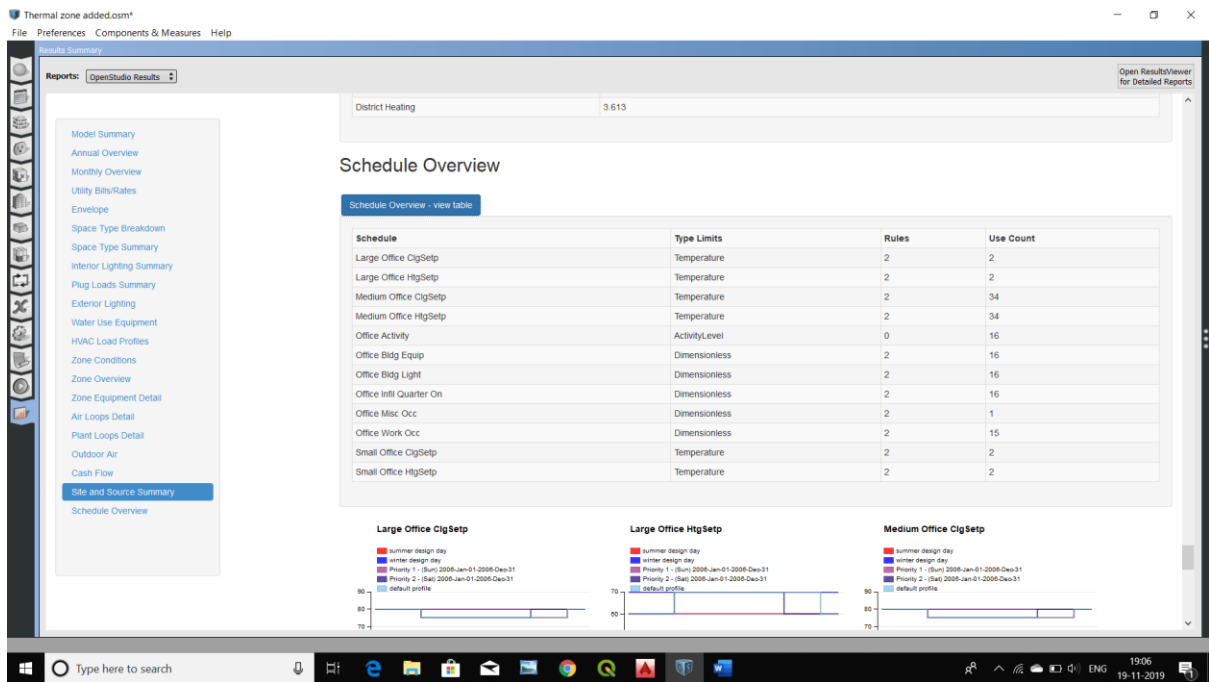 Thermal zone added.osm*
File Preferences Components & Measures Help
Results Summary
Reports: OpenStudio Results
Open ResultsViewer
for Detailed Reports
Model Summary
Annual Overview
Monthly Overview
Utility Bills/Rates
Envelope
Space Type Breakdown
Space Type Summary
Interior Lighting Summary
Plug Loads Summary
Exterior Lighting
Water Use Equipment
HVAC Load Profiles
Zone Conditions
Zone Overview
Zone Equipment Detail
Air Loops Detail
Plant Loops Detail
Outdoor Air
Cash Flow
Site and Source Summary
Schedule Overview
District Heating 3.613
Schedule Overview
Schedule Overview - view table
Schedule Type Limits Rules Use Count
Large Office ClgSetp Temperature 2 2
Large Office HtgSetp Temperature 2 2
Medium Office ClgSetp Temperature 2 34
Medium Office HtgSetp Temperature 2 34
Office Activity ActivityLevel 0 16
Office Bldg Equip Dimensionless 2 16
Office Bldg Light Dimensionless 2 16
Office Infil Quarter On Dimensionless 2 16
Office Misc Occ Dimensionless 2 1
Office Work Occ Dimensionless 2 15
Small Office ClgSetp Temperature 2 2
Small Office HtgSetp Temperature 2 2
Large Office ClgSetp
summer design day
winter design day
Priority 1 - (Sun) 2006-Jan-01-2006-Dec-31
Priority 2 - (Sat) 2006-Jan-01-2006-Dec-31
default profile
90
80
70
Large Office HtgSetp
summer design day
winter design day
Priority 1 - (Sun) 2006-Jan-01-2006-Dec-31
Priority 2 - (Sat) 2006-Jan-01-2006-Dec-31
default profile
70
60
Medium Office ClgSetp
summer design day
winter design day
Priority 1 - (Sun) 2006-Jan-01-2006-Dec-31
Priority 2 - (Sat) 2006-Jan-01-2006-Dec-31
default profile
90
80
70
Type here to search
ENG
19:06
19-11-2019